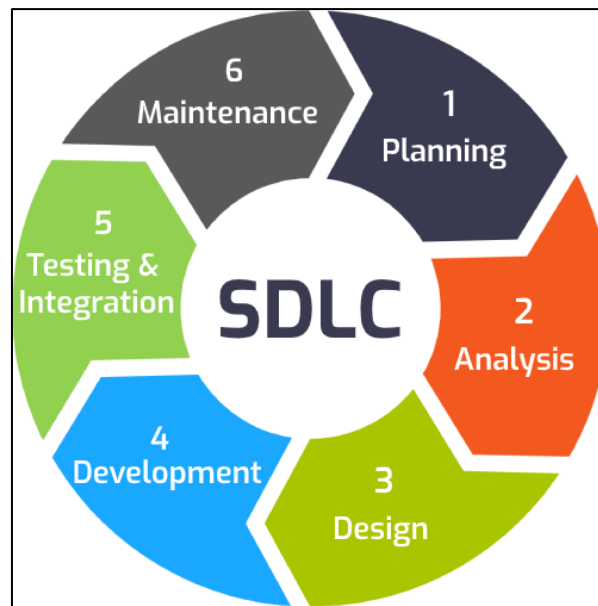 SDLC
1
Planning
2
Analysis
3
Design
4
Development
5
Testing &
Integration
6
Maintenance